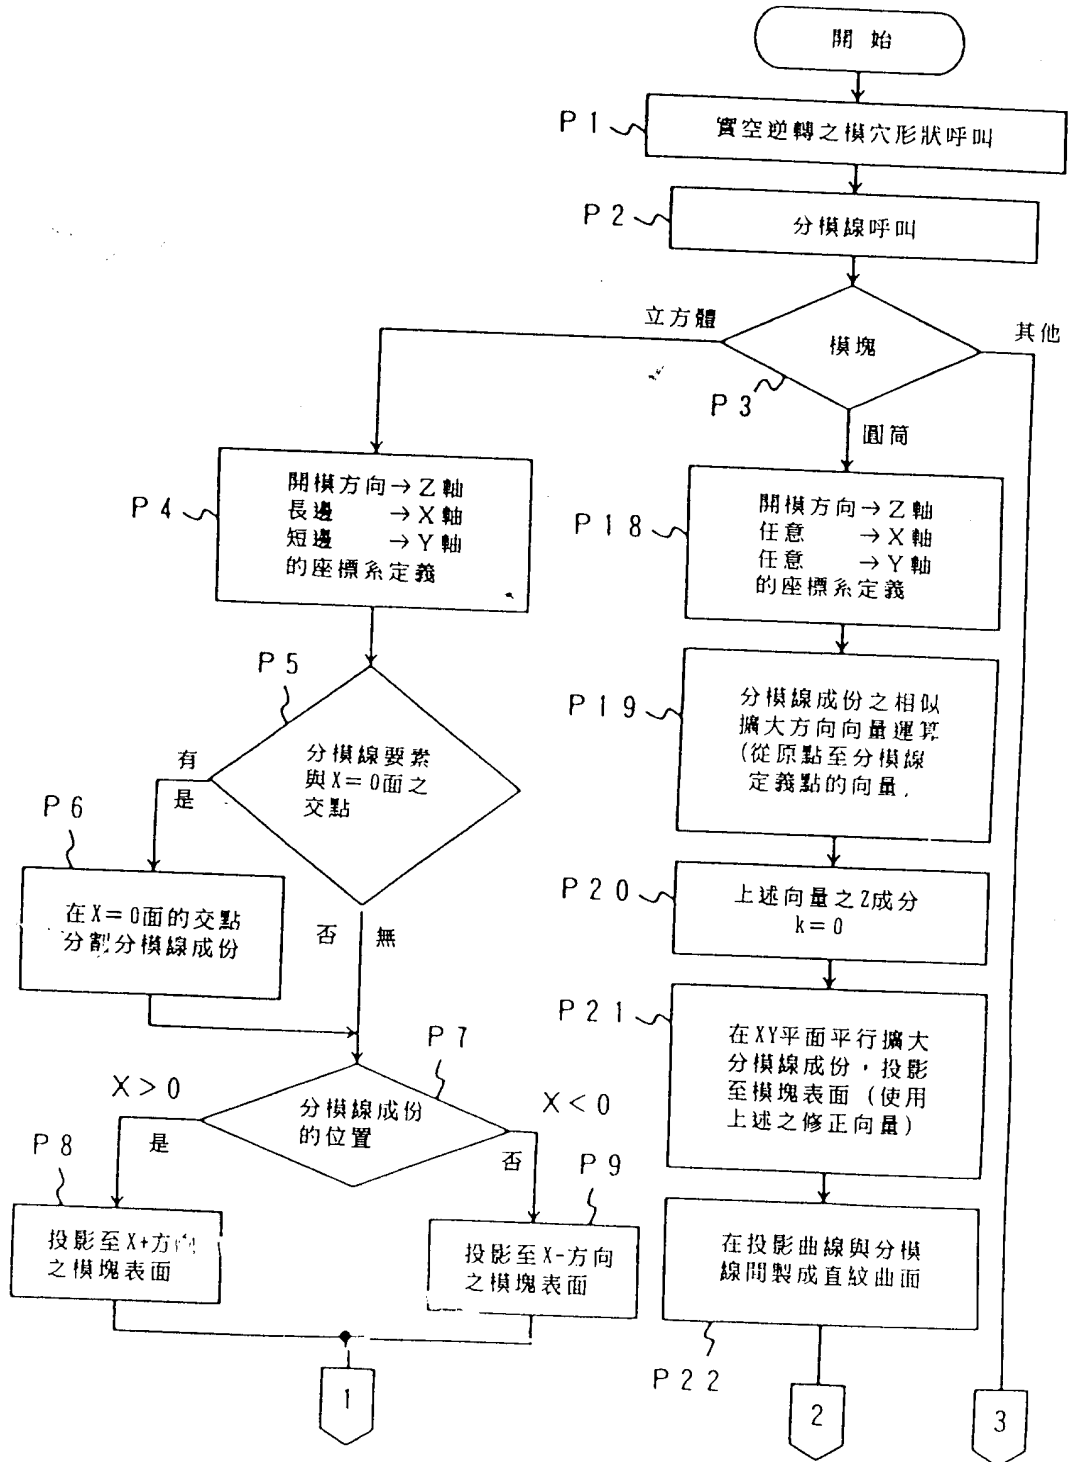 開始
P1
實空逆轉之模穴形狀呼叫
P2
分模線呼叫
立方體
模塊
其他
P3
圓筒
P4
開模方向→Z軸
長邊 →X軸
短邊 →Y軸
的座標系定義
P18
開模方向→Z軸
任意 →X軸
任意 →Y軸
的座標系定義
P5
分模線要素
與X=0面之
交點
有
是
P19
分模線成份之相似
擴大方向向量運算
(從原點至分模線
定義點的向量.
P6
在X=0面的交點
分割分模線成份
否 無
P20
上述向量之Z成分
k=0
P21
在XY平面平行擴大
分模線成份,投影
至模塊表面 (使用
上述之修正向量)
P7
X>0
分模線成份
的位置
X<0
是
否
P8
投影至X+方向
之模塊表面
P9
投影至X-方向
之模塊表面
在投影曲線與分模
線間製成直紋曲面
P22
1
2
3